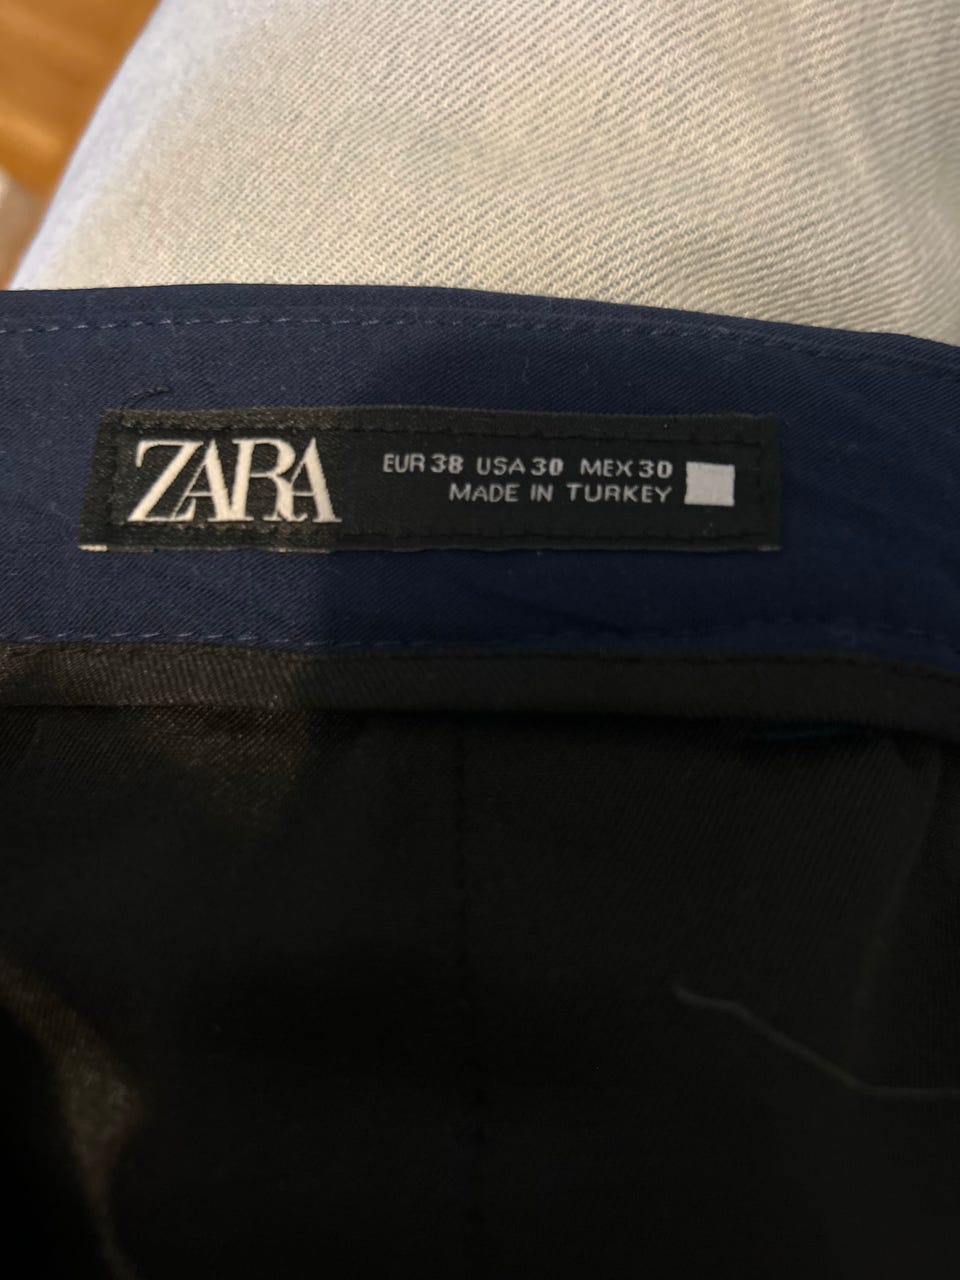 ZARA
EUR 38 USA 30 MEX 30
MADE IN TURKEY